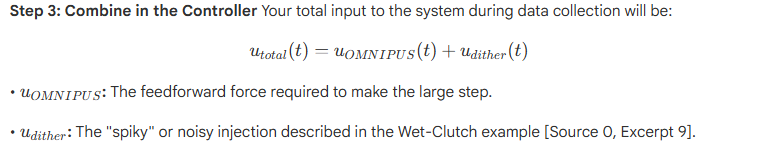 Step 3: Combine in the Controller Your total input to the system during data collection will be:
u_total(t) = u_OMNIPUS(t) + u_dither(t)
• u_OMNIPUS: The feedforward force required to make the large step.
• u_dither: The "spiky" or noisy injection described in the Wet-Clutch example [Source 0, Excerpt 9].